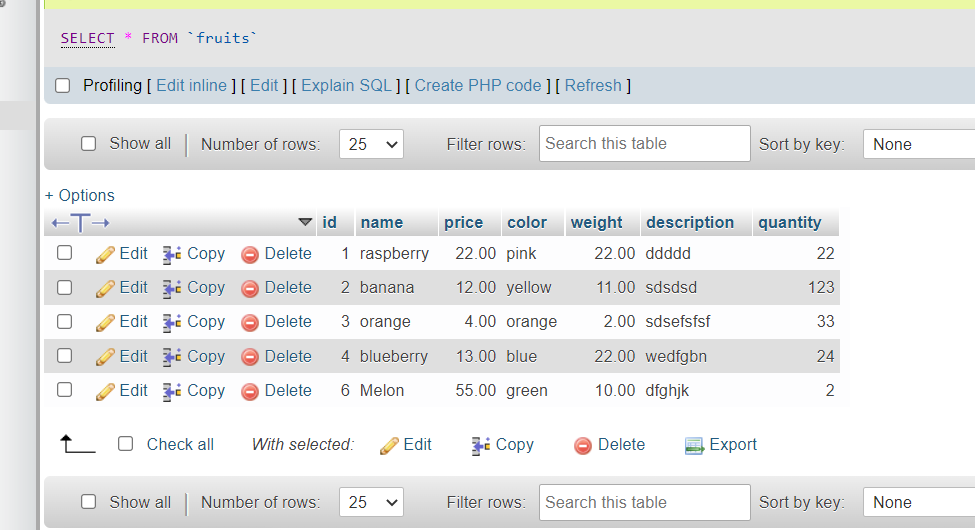 SELECT * FROM `fruits`
Profiling [ Edit inline ] [ Edit ] [ Explain SQL ] [ Create PHP code ] [ Refresh ]
Show all Number of rows: 25 Filter rows: Search this table Sort by key: None
+ Options
id name price color weight description quantity
Edit Copy Delete 1 raspberry 22.00 pink 22.00 ddddd 22
Edit Copy Delete 2 banana 12.00 yellow 11.00 sdsdsd 123
Edit Copy Delete 3 orange 4.00 orange 2.00 sdsefsfsf 33
Edit Copy Delete 4 blueberry 13.00 blue 22.00 wedfgbn 24
Edit Copy Delete 6 Melon 55.00 green 10.00 dfghjk 2
Check all With selected: Edit Copy Delete Export
Show all Number of rows: 25 Filter rows: Search this table Sort by key: None